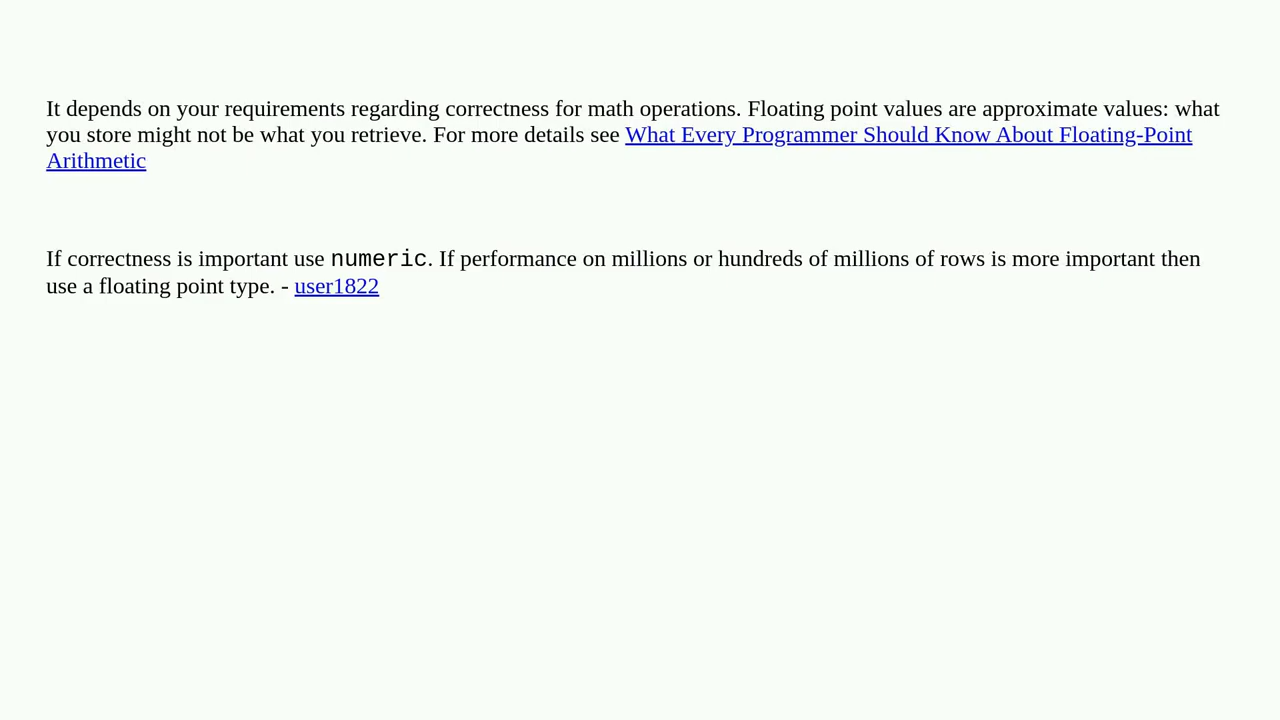 It depends on your requirements regarding correctness for math operations. Floating point values are approximate values: what
you store might not be what you retrieve. For more details see What Every Programmer Should Know About Floating-Point
Arithmetic
If correctness is important use numeric. If performance on millions or hundreds of millions of rows is more important then
use a floating point type. - user1822